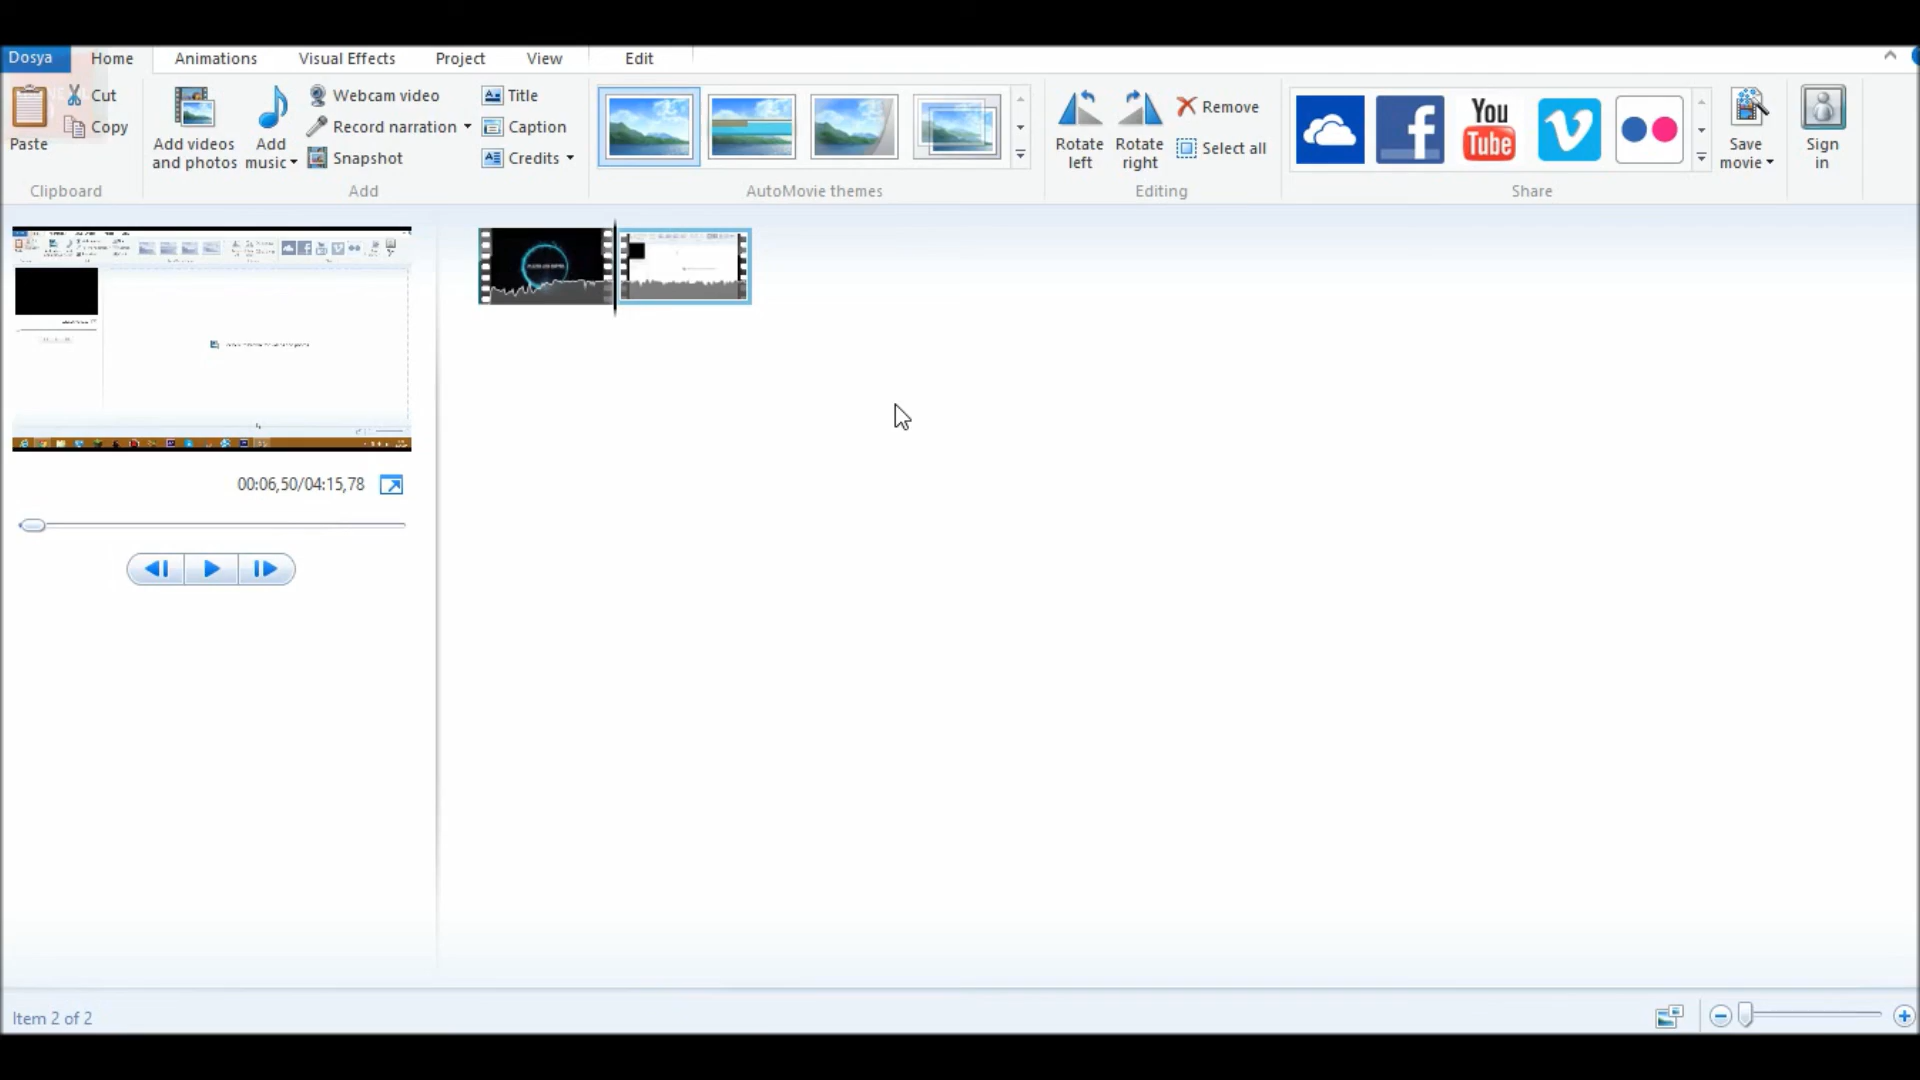 Dosya Home Animations Visual Effects Project View Edit
Paste
Cut
Copy
Clipboard
Add videos
and photos
Add
music
Webcam video
Record narration
Snapshot
Title
Caption
Credits
Add
AutoMovie themes
Rotate
left
Rotate
right
Remove
Select all
Editing
f
You
Tube
Share
Save
movie
Sign
in
00:06,50/04:15,78
Item 2 of 2